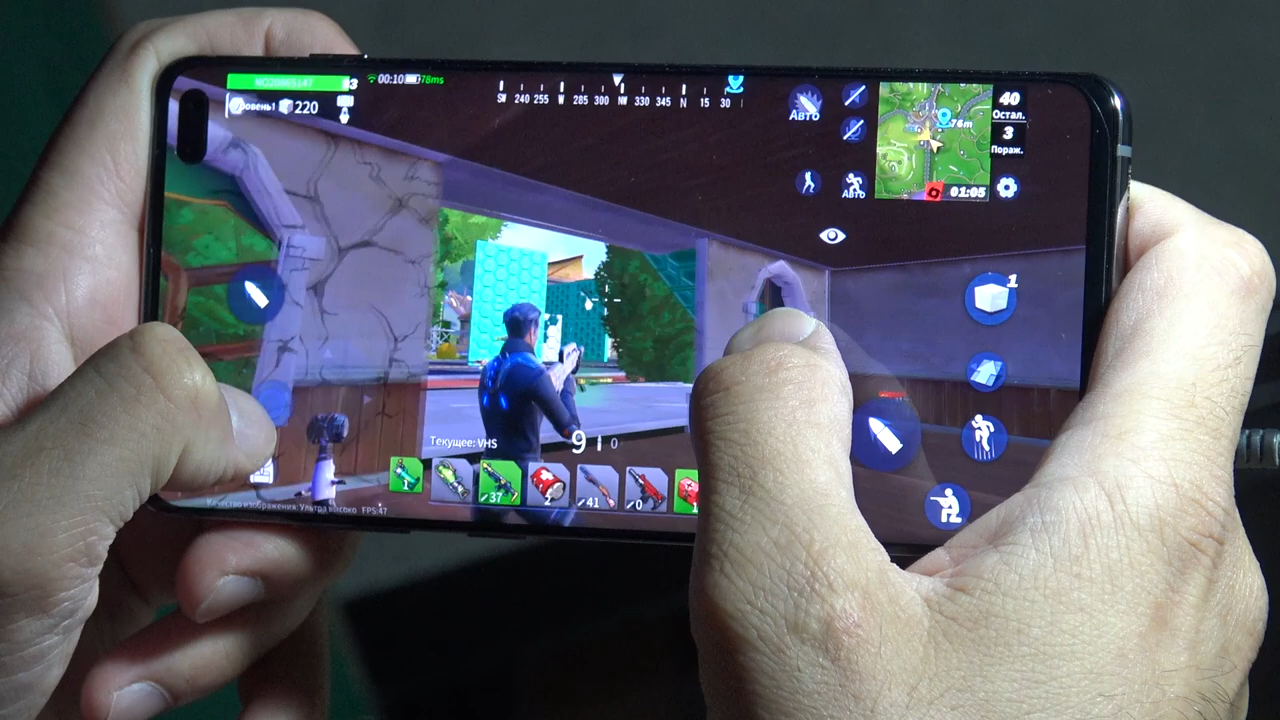 3
00:10
78ms
SW 240 255 W 285 300 NW 330 345 N 15 30
Авто
76m
40
Остал.
3
Пораж.
уровень1
220
Авто
01:05
1
Текущее: VHS
9
0
1
37
2
41
0
1
Качество изображения: Ультра высоко FPS:47